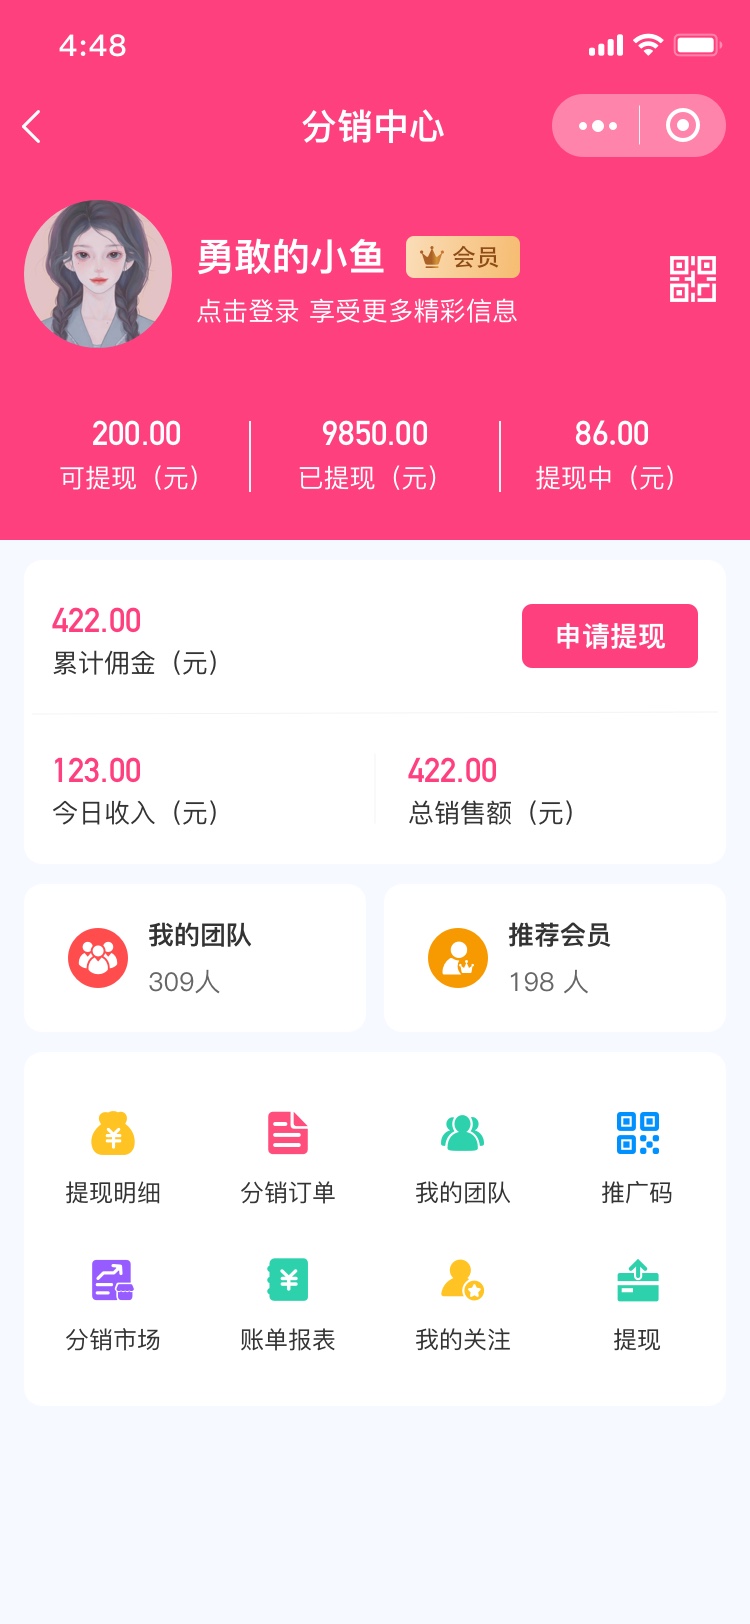 4:48
分销中心
勇敢的小鱼 会员
点击登录 享受更多精彩信息
200.00 9850.00 86.00
可提现（元） 已提现（元） 提现中（元）
422.00
累计佣金（元）
申请提现
123.00 422.00
今日收入（元） 总销售额（元）
我的团队 推荐会员
309人 198 人
提现明细 分销订单 我的团队 推广码
分销市场 账单报表 我的关注 提现